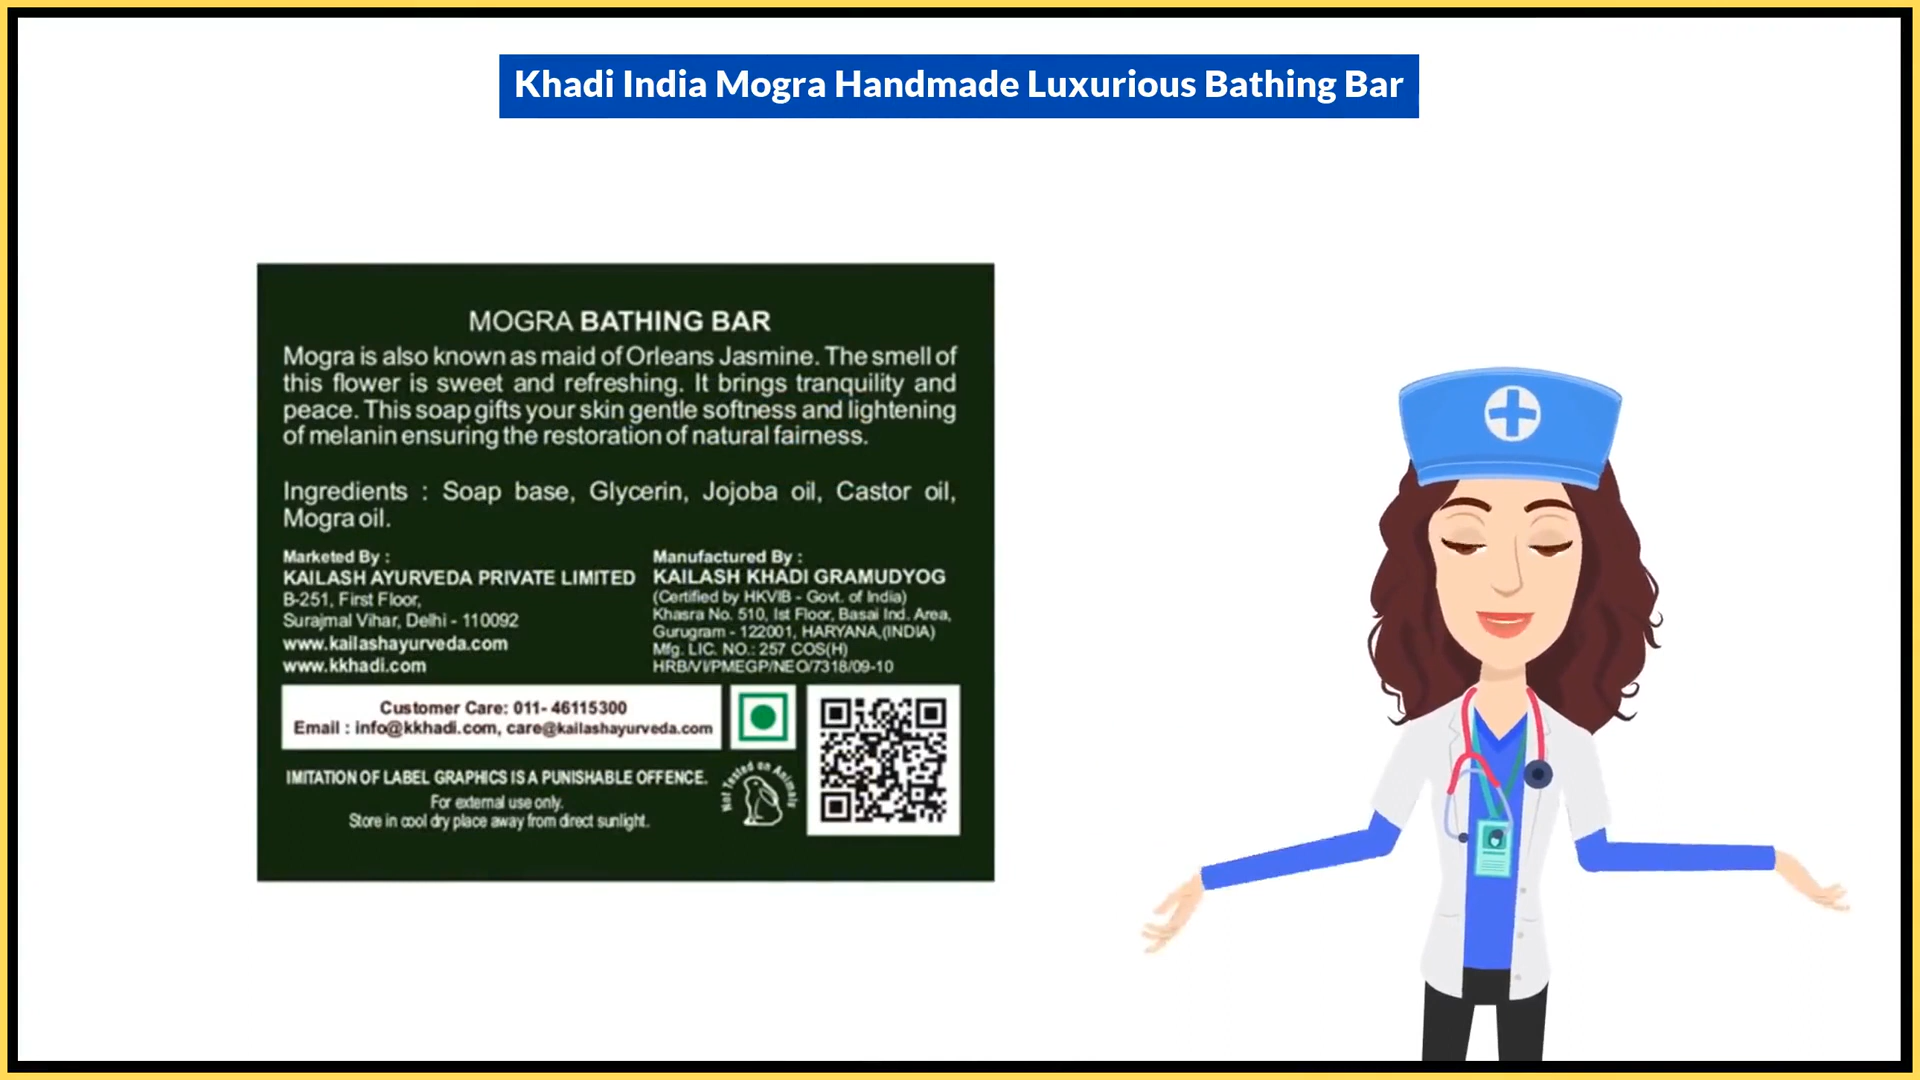 Khadi India Mogra Handmade Luxurious Bathing Bar
MOGRA BATHING BAR
Mogra is also known as maid of Orleans Jasmine. The smell of
this flower is sweet and refreshing. It brings tranquility and
peace. This soap gifts your skin gentle softness and lightening
of melanin ensuring the restoration of natural fairness.
Ingredients : Soap base, Glycerin, Jojoba oil, Castor oil,
Mogra oil.
Marketed By :
KAILASH AYURVEDA PRIVATE LIMITED
B-251, First Floor,
Surajmal Vihar, Delhi - 110092
www.kailashayurveda.com
www.kkhadi.com
Manufactured By :
KAILASH KHADI GRAMUDYOG
(Certified by HKVIB - Govt. of India)
Khasra No. 510, Ist Floor, Basai Ind. Area,
Gurugram - 122001, HARYANA,(INDIA)
Mfg. LIC. NO.: 257 COS(H)
HRB/VI/PMEGP/NEO/7318/09-10
Customer Care: 011- 46115300
Email : info@kkhadi.com, care@kailashayurveda.com
IMITATION OF LABEL GRAPHICS IS A PUNISHABLE OFFENCE.
For external use only.
Store in cool dry place away from direct sunlight.
Not Tested on Animals